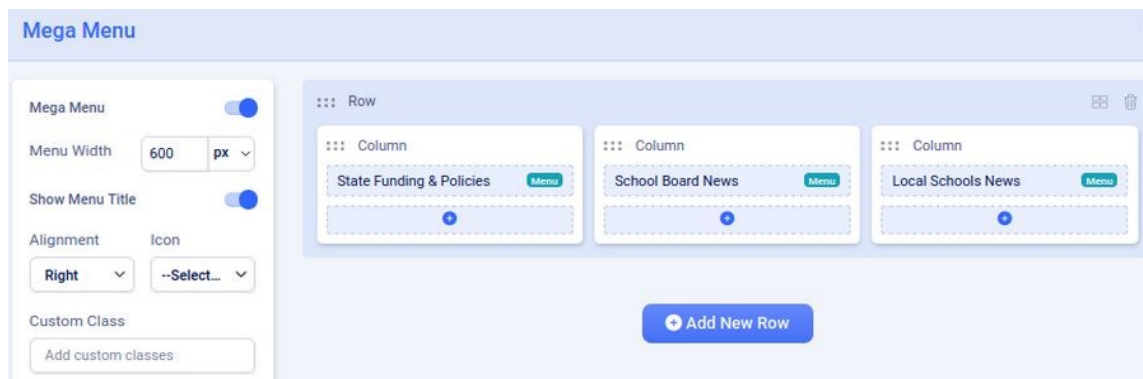 Mega Menu
Mega Menu
Menu Width
600
px
Show Menu Title
Alignment
Icon
Right
--Select...
Custom Class
Add custom classes
Row
Column
State Funding & Policies
Menu
Column
School Board News
Menu
Column
Local Schools News
Menu
Add New Row